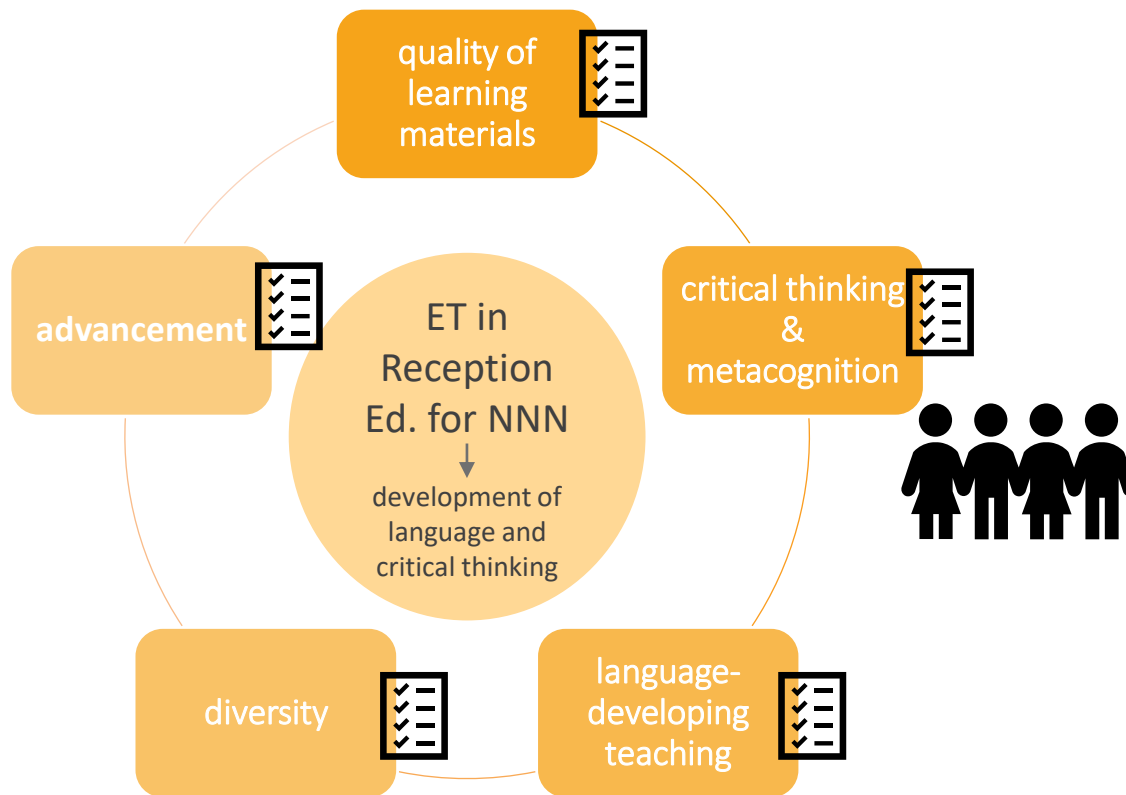 quality of
learning
materials
critical thinking
&
metacognition
language-
developing
teaching
diversity
advancement
ET in
Reception
Ed. for NNN
development of
language and
critical thinking